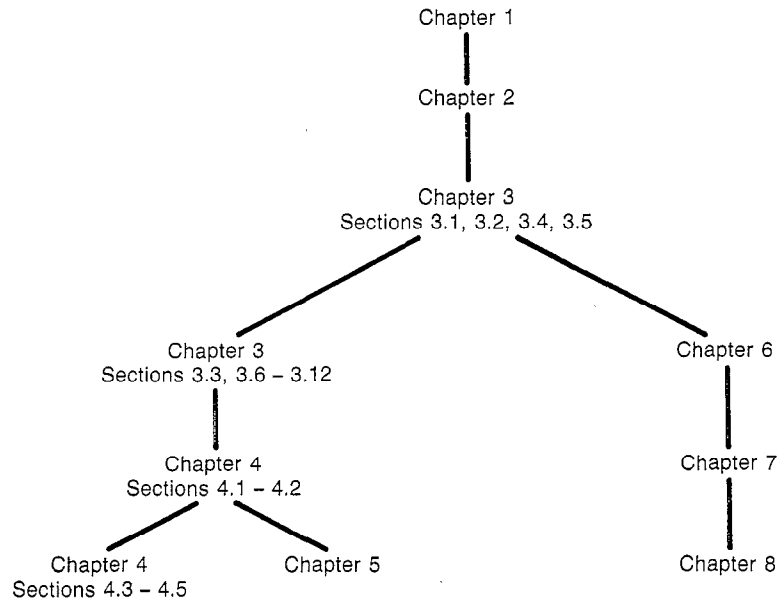 Chapter 1
Chapter 2
Chapter 3
Sections 3.1, 3.2, 3.4, 3.5
Chapter 3
Sections 3.3, 3.6 – 3.12
Chapter 6
Chapter 4
Sections 4.1 – 4.2
Chapter 7
Chapter 4
Sections 4.3 – 4.5
Chapter 5
Chapter 8